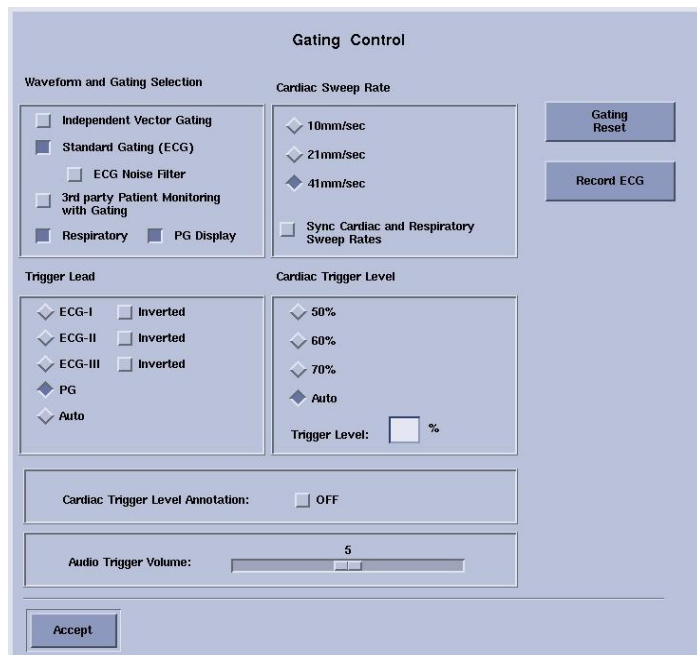 Gating Control
Waveform and Gating Selection
Independent Vector Gating
Standard Gating (ECG)
ECG Noise Filter
3rd party Patient Monitoring
with Gating
Respiratory PG Display
Cardiac Sweep Rate
10mm/sec
21mm/sec
41mm/sec
Sync Cardiac and Respiratory
Sweep Rates
Gating
Reset
Record ECG
Trigger Lead
ECG-I Inverted
ECG-II Inverted
ECG-III Inverted
PG
Auto
Cardiac Trigger Level
50%
60%
70%
Auto
Trigger Level: %
Cardiac Trigger Level Annotation: OFF
5
Audio Trigger Volume:
Accept